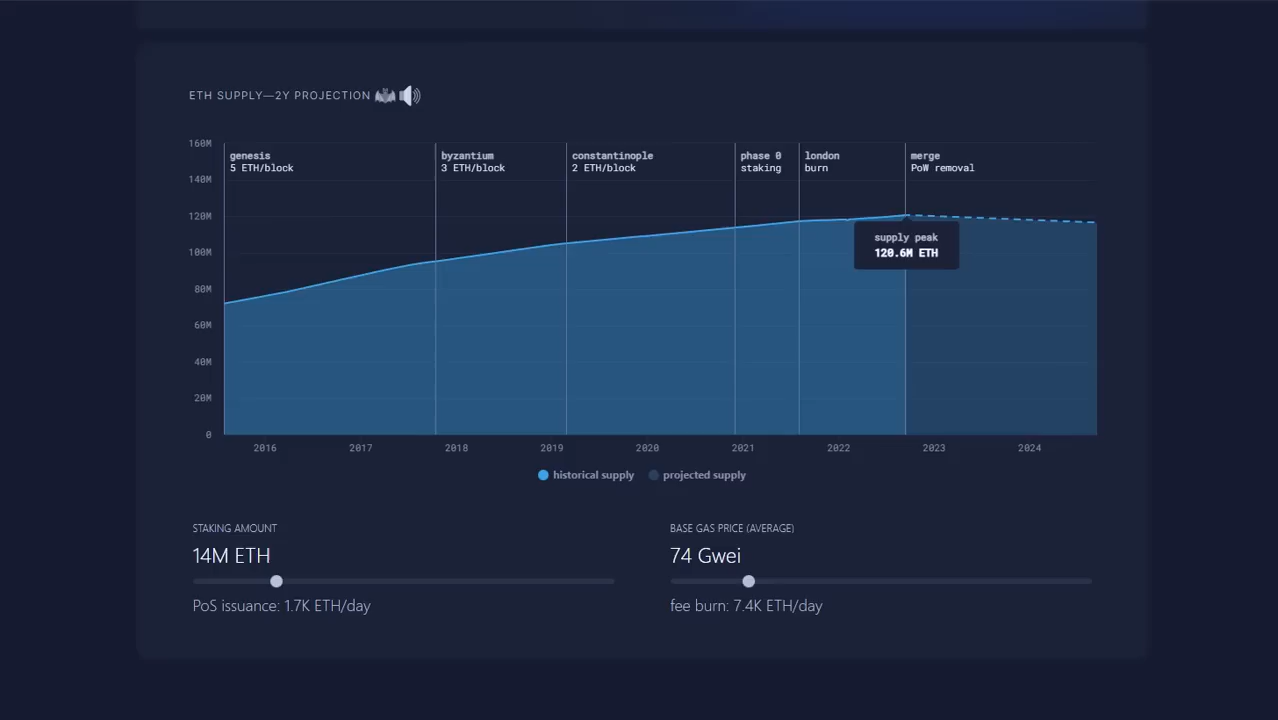 ETH SUPPLY—2Y PROJECTION
160M
140M
120M
100M
80M
60M
40M
20M
0
genesis
5 ETH/block
byzantium
3 ETH/block
constantinople
2 ETH/block
phase 0
staking
london
burn
merge
PoW removal
supply peak
120.6M ETH
2016
2017
2018
2019
2020
2021
2022
2023
2024
historical supply
projected supply
STAKING AMOUNT
14M ETH
PoS issuance: 1.7K ETH/day
BASE GAS PRICE (AVERAGE)
74 Gwei
fee burn: 7.4K ETH/day